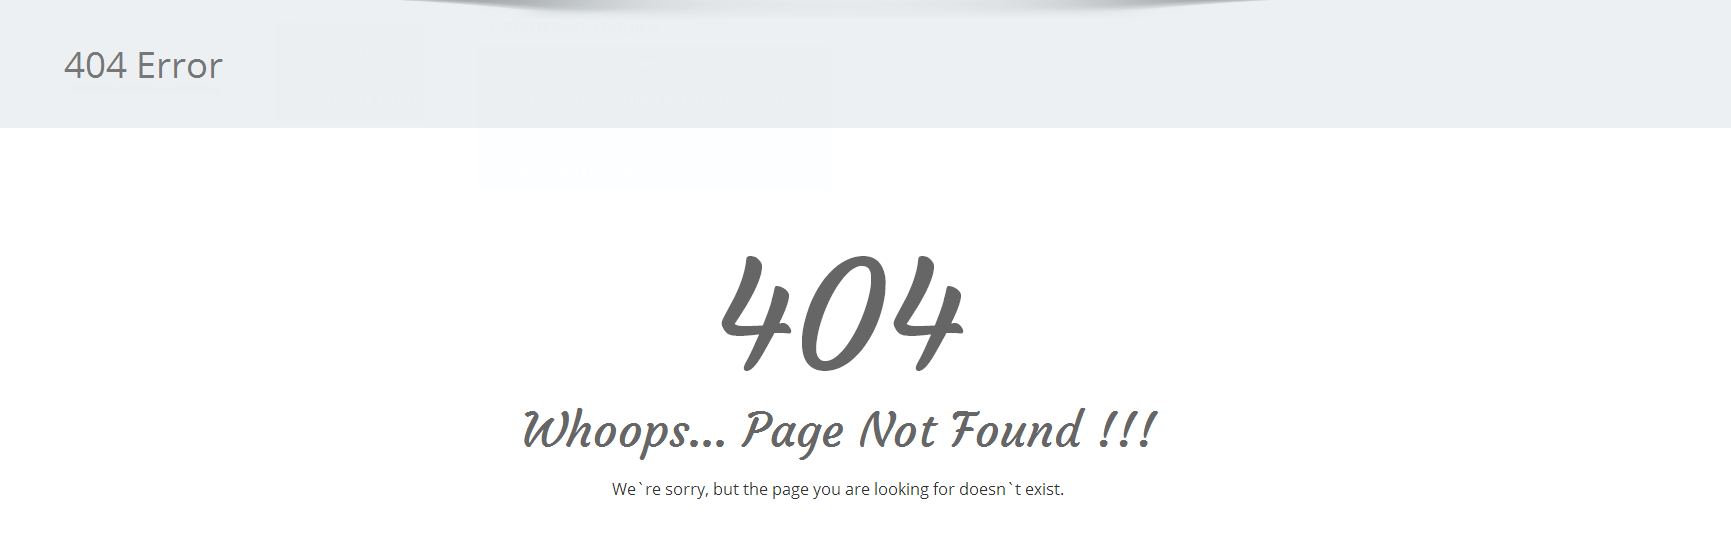 404 Error
404
Whoops... Page Not Found !!!
We`re sorry, but the page you are looking for doesn`t exist.